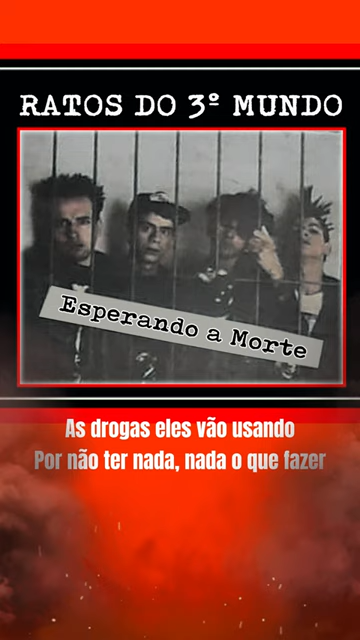 RATOS DO 3º MUNDO
Esperando a Morte
As drogas eles vão usando
Por não ter nada, nada o que fazer